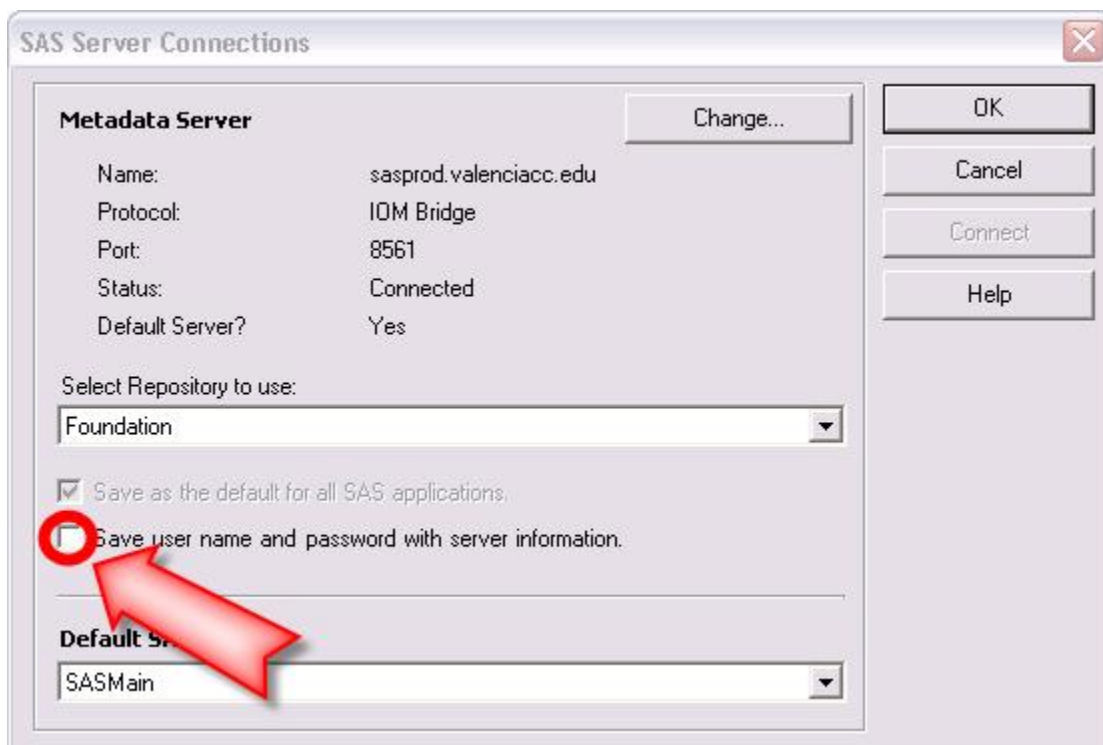 SAS Server Connections
Metadata Server
Change...
OK
Name: sasprod.valenciacc.edu
Cancel
Protocol: IOM Bridge
Port: 8561
Connect
Status: Connected
Help
Default Server? Yes
Select Repository to use:
Foundation
Save as the default for all SAS applications.
Save user name and password with server information.
Default
SASMain